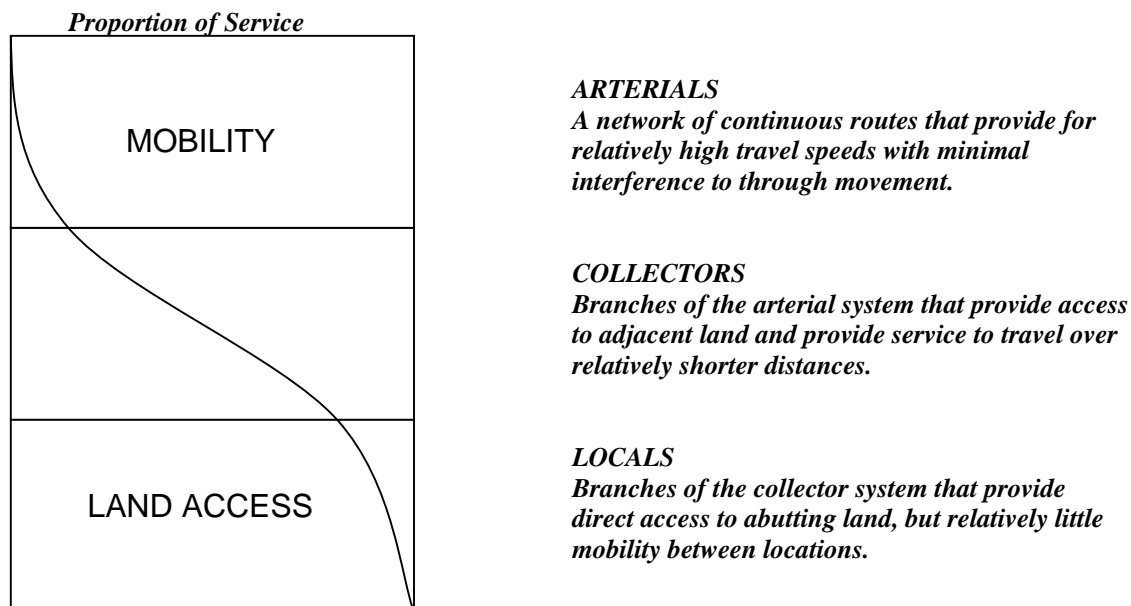 Proportion of Service
MOBILITY
LAND ACCESS
ARTERIALS
A network of continuous routes that provide for
relatively high travel speeds with minimal
interference to through movement.
COLLECTORS
Branches of the arterial system that provide access
to adjacent land and provide service to travel over
relatively shorter distances.
LOCALS
Branches of the collector system that provide
direct access to abutting land, but relatively little
mobility between locations.